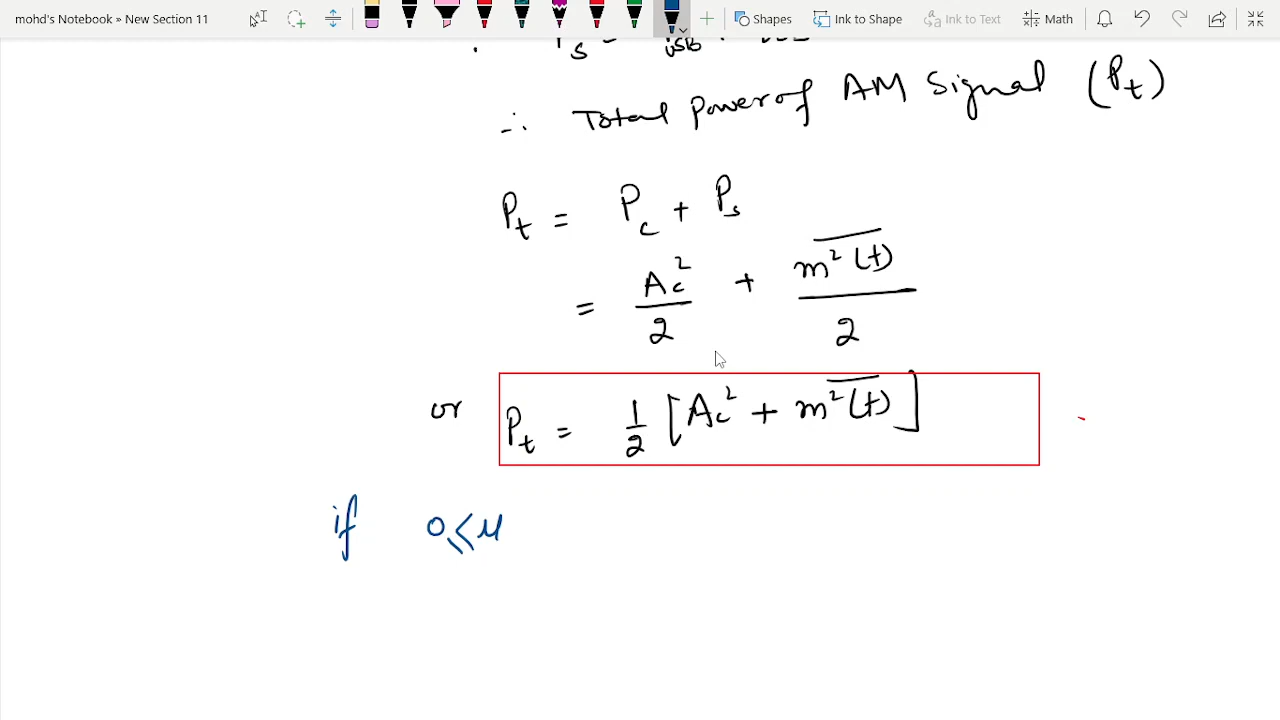 mohd's Notebook » New Section 11
Shapes
Ink to Shape
Ink to Text
Math
∴ Total Power of AM Signal (Pt)
Pt = Pc + Ps
= Ac²/2 + m²(t)/2
or Pt = 1/2 [Ac² + m²(t)]
if 0 ≤ μ